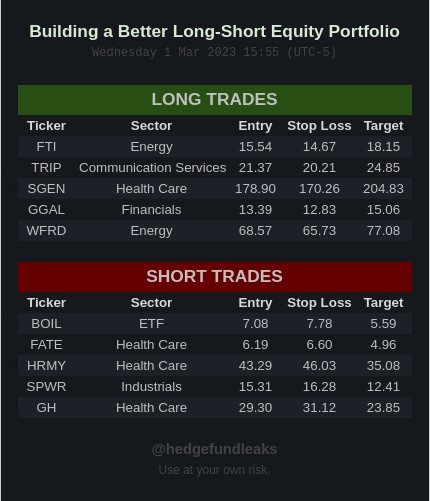 Building a Better Long-Short Equity Portfolio
Wednesday 1 Mar 2023 15:55 (UTC-5)
LONG TRADES
Ticker Sector Entry Stop Loss Target
FTI Energy 15.54 14.67 18.15
TRIP Communication Services 21.37 20.21 24.85
SGEN Health Care 178.90 170.26 204.83
GGAL Financials 13.39 12.83 15.06
WFRD Energy 68.57 65.73 77.08
SHORT TRADES
Ticker Sector Entry Stop Loss Target
BOIL ETF 7.08 7.78 5.59
FATE Health Care 6.19 6.60 4.96
HRMY Health Care 43.29 46.03 35.08
SPWR Industrials 15.31 16.28 12.41
GH Health Care 29.30 31.12 23.85
@hedgefundleaks
Use at your own risk.